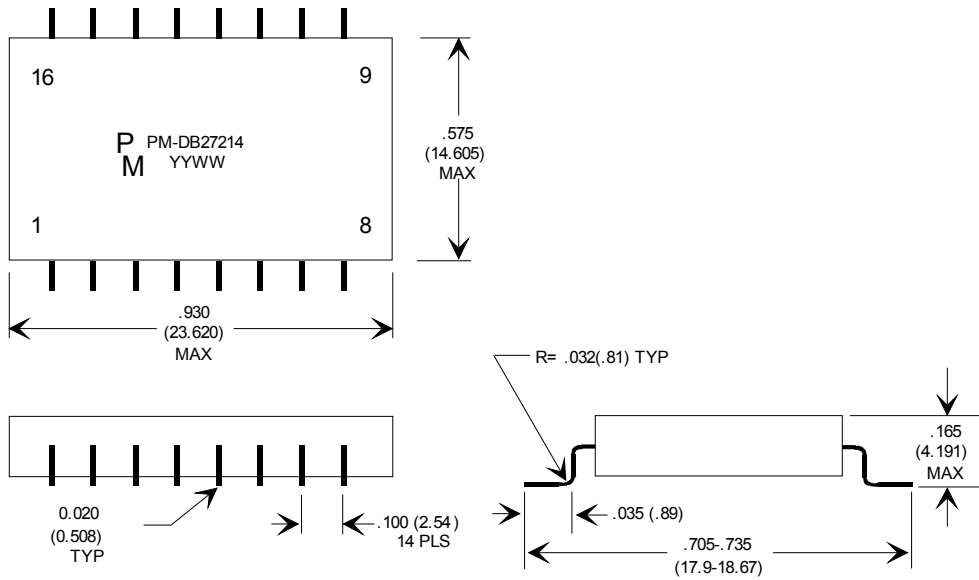 16
9
P PM-DB27214
M YYWW
1
8
.575
(14.605)
MAX
.930
(23.620)
MAX
R= .032(.81) TYP
.165
(4.191)
MAX
0.020
(0.508)
TYP
.100 (2.54)
14 PLS
.035 (.89)
.705-.735
(17.9-18.67)